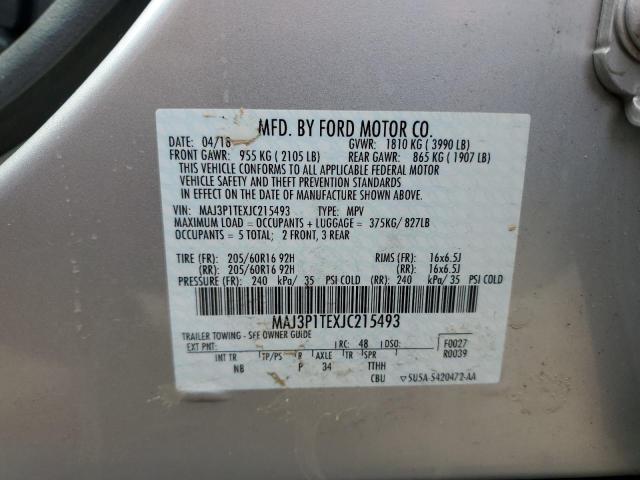 MFD. BY FORD MOTOR CO.
DATE: 04/18 GVWR: 1810 KG ( 3990 LB)
FRONT GAWR: 955 KG ( 2105 LB) REAR GAWR: 865 KG ( 1907 LB)
THIS VEHICLE CONFORMS TO ALL APPLICABLE FEDERAL MOTOR
VEHICLE SAFETY AND THEFT PREVENTION STANDARDS
IN EFFECT ON THE DATE OF MANUFACTURE SHOWN ABOVE.
VIN: MAJ3P1TEXJC215493 TYPE: MPV
MAXIMUM LOAD = OCCUPANTS + LUGGAGE = 375KG/ 827LB
OCCUPANTS = 5 TOTAL; 2 FRONT, 3 REAR
TIRE (FR): 205/60R16 92H RIMS (FR): 16x6.5J
(RR): 205/60R16 92H (RR): 16x6.5J
PRESSURE (FR): 240 kPa/ 35 PSI COLD (RR): 240 kPa/ 35 PSI COLD
MAJ3P1TEXJC215493
TRAILER TOWING - SEE OWNER GUIDE
EXT PNT: RC: 48 DSO: F0027
INT TR TP/PS R AXLE TR SPR R0039
NB P 34 TTHH
CBU ▽5U5A-5420472-AA